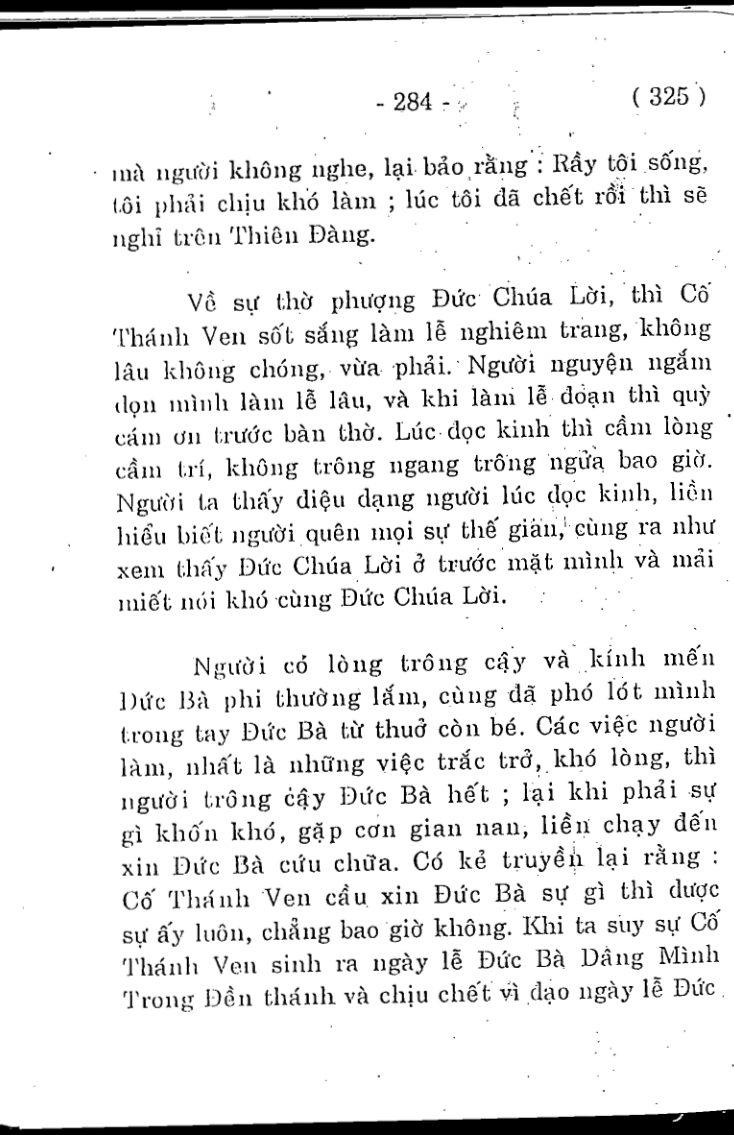 - 284 -
( 325 )
mà người không nghe, lại bảo rằng : Rầy tôi sống,
tôi phải chịu khó làm ; lúc tôi đã chết rồi thì sẽ
nghỉ trên Thiên Đàng.
Về sự thờ phượng Đức Chúa Lời, thì Cố
Thánh Ven sốt sắng làm lễ nghiêm trang, không
lâu không chóng, vừa phải. Người nguyện ngắm
dọn mình làm lễ lâu, và khi làm lễ đoạn thì quỳ
cám ơn trước bàn thờ. Lúc dọc kinh thì cầm lòng
cầm trí, không trông ngang trông ngửa bao giờ.
Người ta thấy diệu dạng người lúc dọc kinh, liền
hiểu biết người quên mọi sự thế gian, cùng ra như
xem thấy Đức Chúa Lời ở trước mặt mình và mải
miết nói khó cùng Đức Chúa Lời.
Người có lòng trông cậy và kính mến
Đức Bà phi thường lắm, cùng đã phó lót mình
trong tay Đức Bà từ thuở còn bé. Các việc người
làm, nhất là những việc trắc trở, khó lòng, thì
người trông cậy Đức Bà hết ; lại khi phải sự
gì khốn khó, gặp cơn gian nan, liền chạy đến
xin Đức Bà cứu chữa. Có kẻ truyền lại rằng :
Cố Thánh Ven cầu xin Đức Bà sự gì thì dược
sự ấy luôn, chẳng bao giờ không. Khi ta suy sự Cố
Thánh Ven sinh ra ngày lễ Đức Bà Dâng Mình
Trong Đền thánh và chịu chết vì đạo ngày lễ Đức